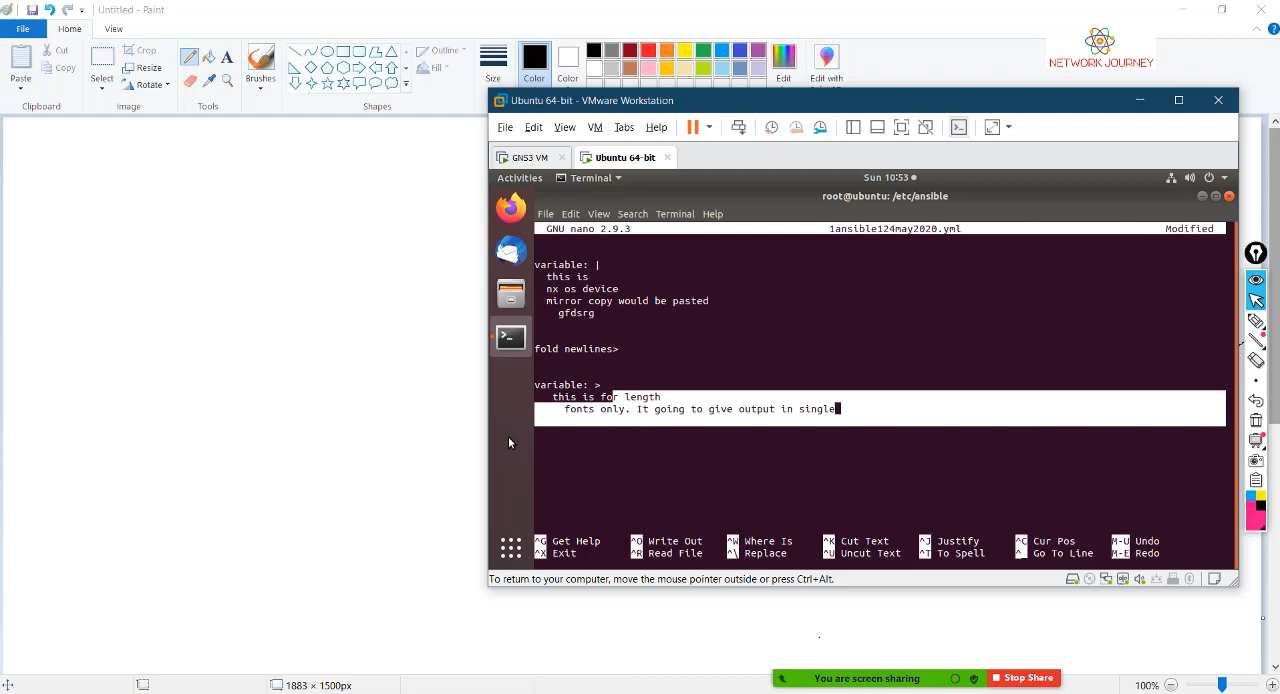 Untitled - Paint
File
Home
View
Paste
Cut
Copy
Clipboard
Select
Crop
Resize
Rotate
Image
Tools
Brushes
Shapes
Outline
Fill
Size
Color
Color
Edit
Edit with
NETWORK JOURNEY
Ubuntu 64-bit - VMware Workstation
File Edit View VM Tabs Help
GNS3 VM
Ubuntu 64-bit
Activities
Terminal
Sun 10:53
root@ubuntu: /etc/ansible
File Edit View Search Terminal Help
GNU nano 2.9.3 1ansible124may2020.yml Modified
variable: |
this is
nx os device
mirror copy would be pasted
gfdsrg
fold newlines>
variable: >
this is for length
fonts only. It going to give output in single
^G Get Help ^O Write Out ^W Where Is ^K Cut Text ^J Justify ^C Cur Pos M-U Undo
^X Exit ^R Read File ^\ Replace ^U Uncut Text ^T To Spell ^_ Go To Line M-E Redo
To return to your computer, move the mouse pointer outside or press Ctrl+Alt.
You are screen sharing
Stop Share
1883 × 1500px
100%